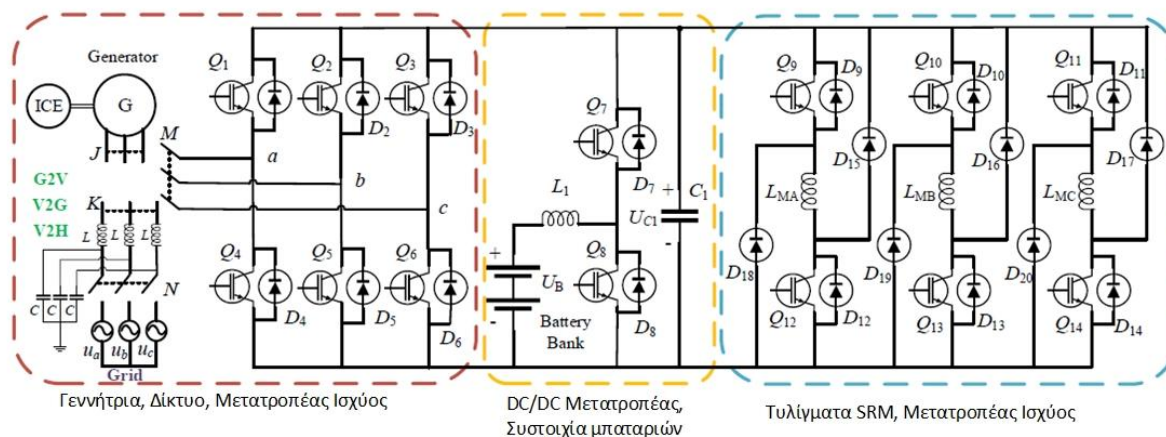 Generator
ICE
G
J
M
G2V
V2G
V2H
K
L L L
C C C
N
uₐ u_b u_c
Grid
Q₁
Q₂
Q₃
D₂
D₃
a
b
c
Q₄
Q₅
Q₆
D₄
D₅
D₆
Γεννήτρια, Δίκτυο, Μετατροπέας Ισχύος
Q₇
D₇
L₁
+
U_B
-
Battery
Bank
Q₈
D₈
+
U_C1
-
C₁
DC/DC Μετατροπέας,
Συστοιχία μπαταριών
Q₉
D₉
Q₁₀
D₁₀
Q₁₁
D₁₁
D₁₅
D₁₆
D₁₇
L_MA
L_MB
L_MC
D₁₈
D₁₉
D₂₀
Q₁₂
D₁₂
Q₁₃
D₁₃
Q₁₄
D₁₄
Τυλίγματα SRM, Μετατροπέας Ισχύος